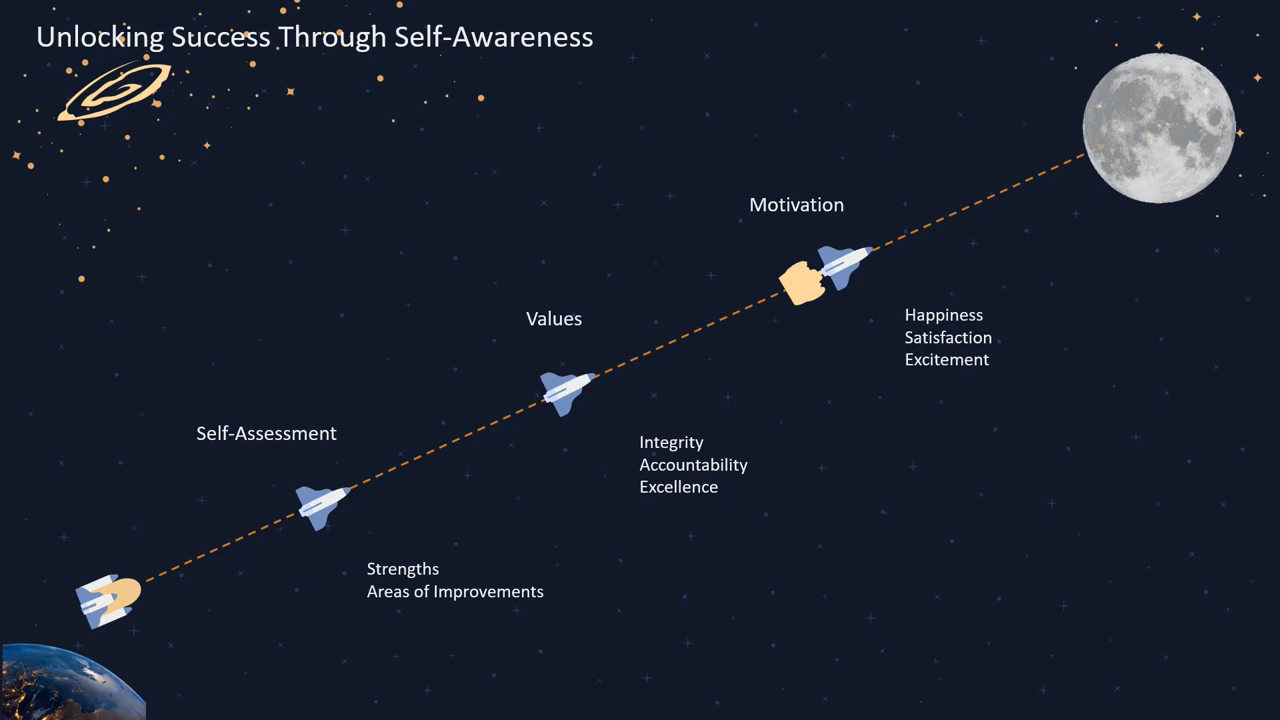 Unlocking Success Through Self-Awareness
Motivation
Happiness
Satisfaction
Excitement
Values
Integrity
Accountability
Excellence
Self-Assessment
Strengths
Areas of Improvements